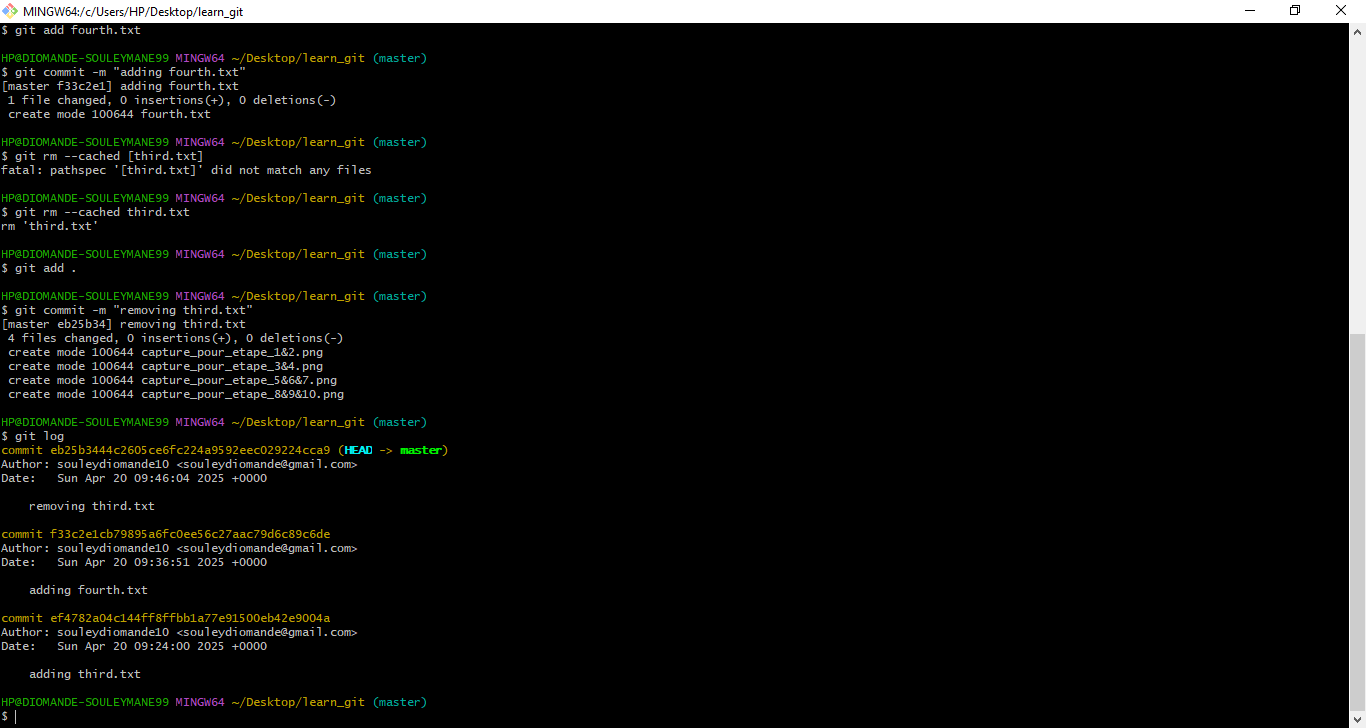 MINGW64:/c/Users/HP/Desktop/learn_git
$ git add fourth.txt
HP@DIOMANDE-SOULEYMANE99 MINGW64 ~/Desktop/learn_git (master)
$ git commit -m "adding fourth.txt"
[master f33c2e1] adding fourth.txt
 1 file changed, 0 insertions(+), 0 deletions(-)
 create mode 100644 fourth.txt
HP@DIOMANDE-SOULEYMANE99 MINGW64 ~/Desktop/learn_git (master)
$ git rm --cached [third.txt]
fatal: pathspec '[third.txt]' did not match any files
HP@DIOMANDE-SOULEYMANE99 MINGW64 ~/Desktop/learn_git (master)
$ git rm --cached third.txt
rm 'third.txt'
HP@DIOMANDE-SOULEYMANE99 MINGW64 ~/Desktop/learn_git (master)
$ git add .
HP@DIOMANDE-SOULEYMANE99 MINGW64 ~/Desktop/learn_git (master)
$ git commit -m "removing third.txt"
[master eb25b34] removing third.txt
 4 files changed, 0 insertions(+), 0 deletions(-)
 create mode 100644 capture_pour_etape_1&2.png
 create mode 100644 capture_pour_etape_3&4.png
 create mode 100644 capture_pour_etape_5&6&7.png
 create mode 100644 capture_pour_etape_8&9&10.png
HP@DIOMANDE-SOULEYMANE99 MINGW64 ~/Desktop/learn_git (master)
$ git log
commit eb25b3444c2605ce6fc224a9592eec029224cca9 (HEAD -> master)
Author: souleydiomande10 <souleydiomande@gmail.com>
Date:   Sun Apr 20 09:46:04 2025 +0000
    removing third.txt
commit f33c2e1cb79895a6fc0ee56c27aac79d6c89c6de
Author: souleydiomande10 <souleydiomande@gmail.com>
Date:   Sun Apr 20 09:36:51 2025 +0000
    adding fourth.txt
commit ef4782a04c144ff8ffbb1a77e91500eb42e9004a
Author: souleydiomande10 <souleydiomande@gmail.com>
Date:   Sun Apr 20 09:24:00 2025 +0000
    adding third.txt
HP@DIOMANDE-SOULEYMANE99 MINGW64 ~/Desktop/learn_git (master)
$